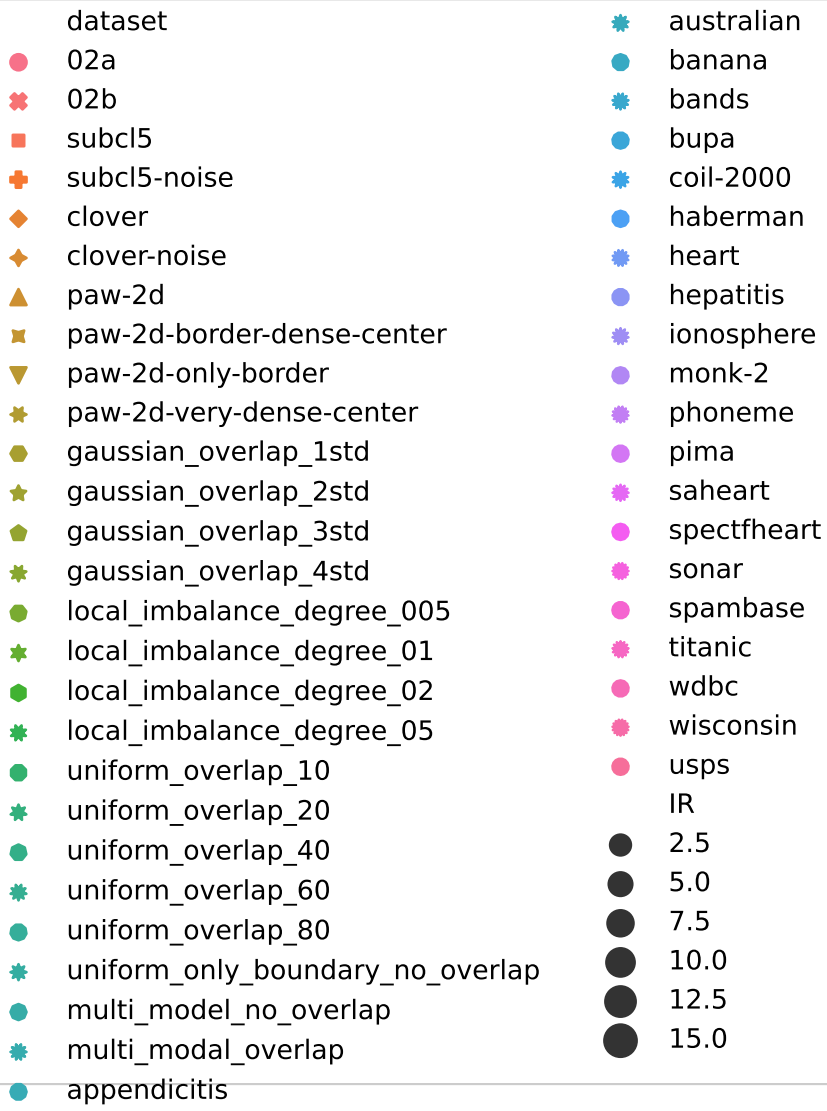 dataset
02a
02b
subcl5
subcl5-noise
clover
clover-noise
paw-2d
paw-2d-border-dense-center
paw-2d-only-border
paw-2d-very-dense-center
gaussian_overlap_1std
gaussian_overlap_2std
gaussian_overlap_3std
gaussian_overlap_4std
local_imbalance_degree_005
local_imbalance_degree_01
local_imbalance_degree_02
local_imbalance_degree_05
uniform_overlap_10
uniform_overlap_20
uniform_overlap_40
uniform_overlap_60
uniform_overlap_80
uniform_only_boundary_no_overlap
multi_model_no_overlap
multi_modal_overlap
appendicitis
australian
banana
bands
bupa
coil-2000
haberman
heart
hepatitis
ionosphere
monk-2
phoneme
pima
saheart
spectfheart
sonar
spambase
titanic
wdbc
wisconsin
usps
IR
2.5
5.0
7.5
10.0
12.5
15.0